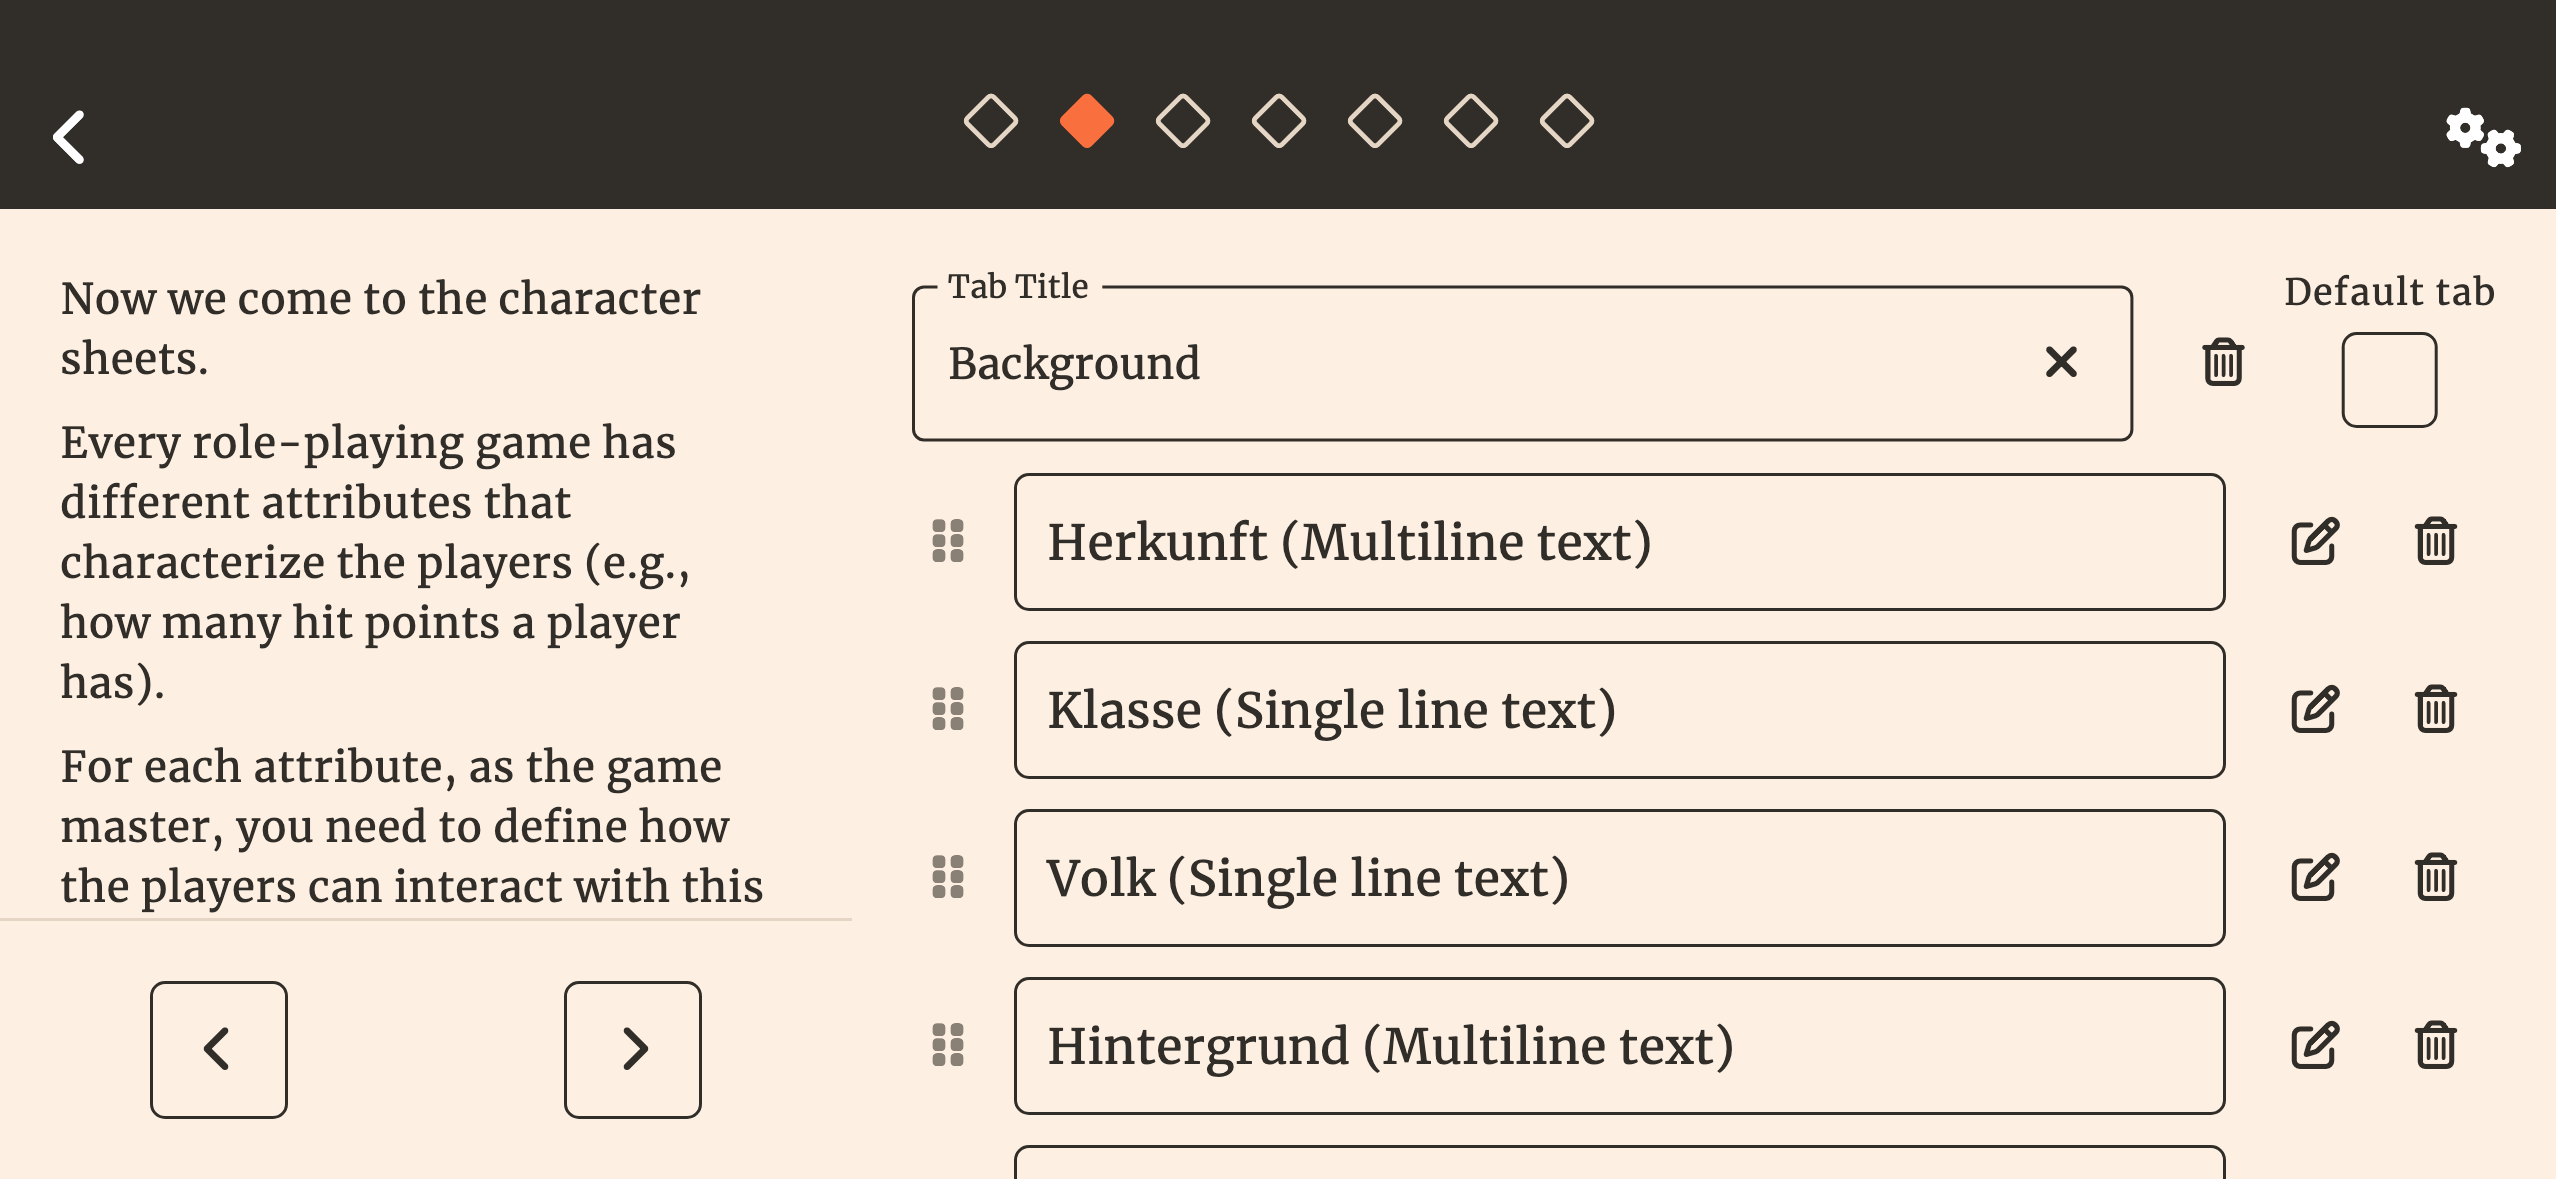 Now we come to the character
sheets.
Every role-playing game has
different attributes that
characterize the players (e.g.,
how many hit points a player
has).
For each attribute, as the game
master, you need to define how
the players can interact with this
Tab Title
Background
Default tab
Herkunft (Multiline text)
Klasse (Single line text)
Volk (Single line text)
Hintergrund (Multiline text)